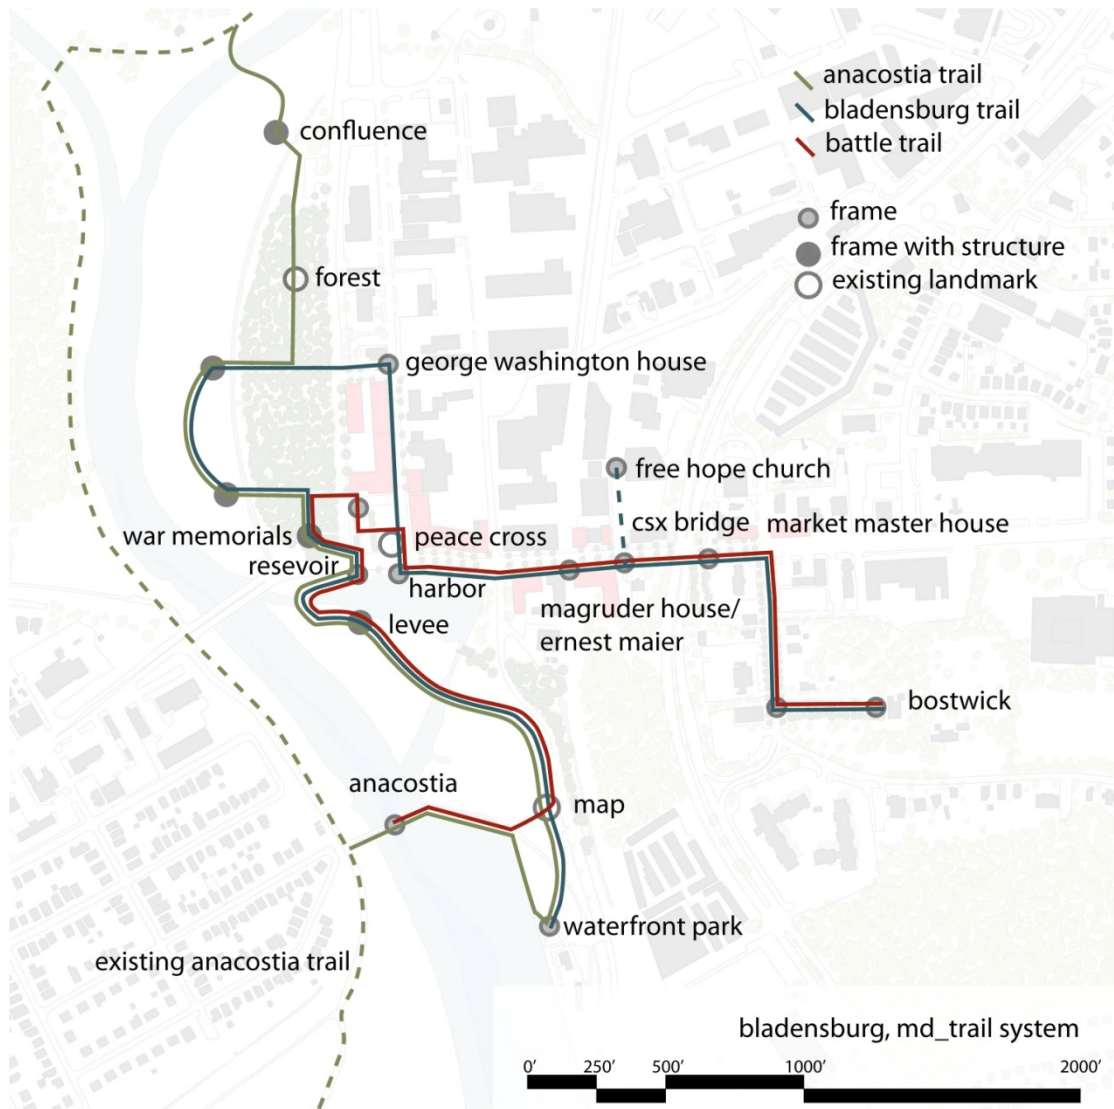 anacostia trail
bladensburg trail
battle trail
confluence
frame
frame with structure
forest
existing landmark
george washington house
free hope church
csx bridge
market master house
war memorials
peace cross
resevoir
harbor
magruder house/
ernest maier
levee
bostwick
anacostia
map
waterfront park
existing anacostia trail
bladensburg, md_trail system
0’ 250’ 500’ 1000’ 2000’